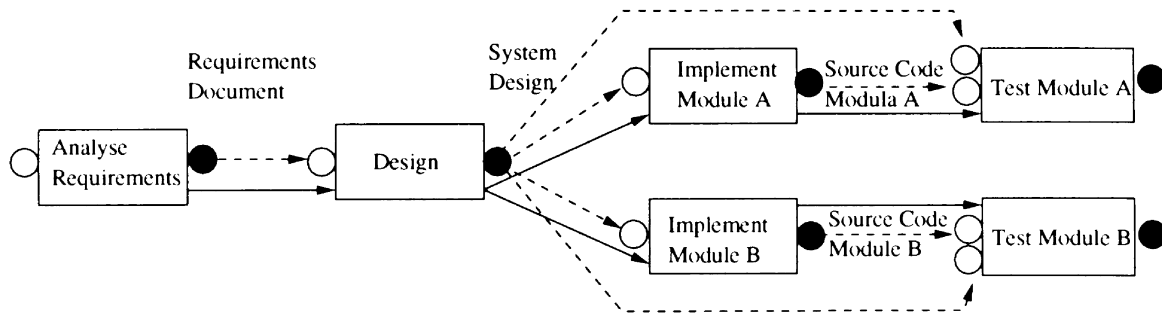 Requirements
Document
System
Design
Analyse
Requirements
Design
Implement
Module A
Source Code
Modula A
Test Module A
Implement
Module B
Source Code
Module B
Test Module B